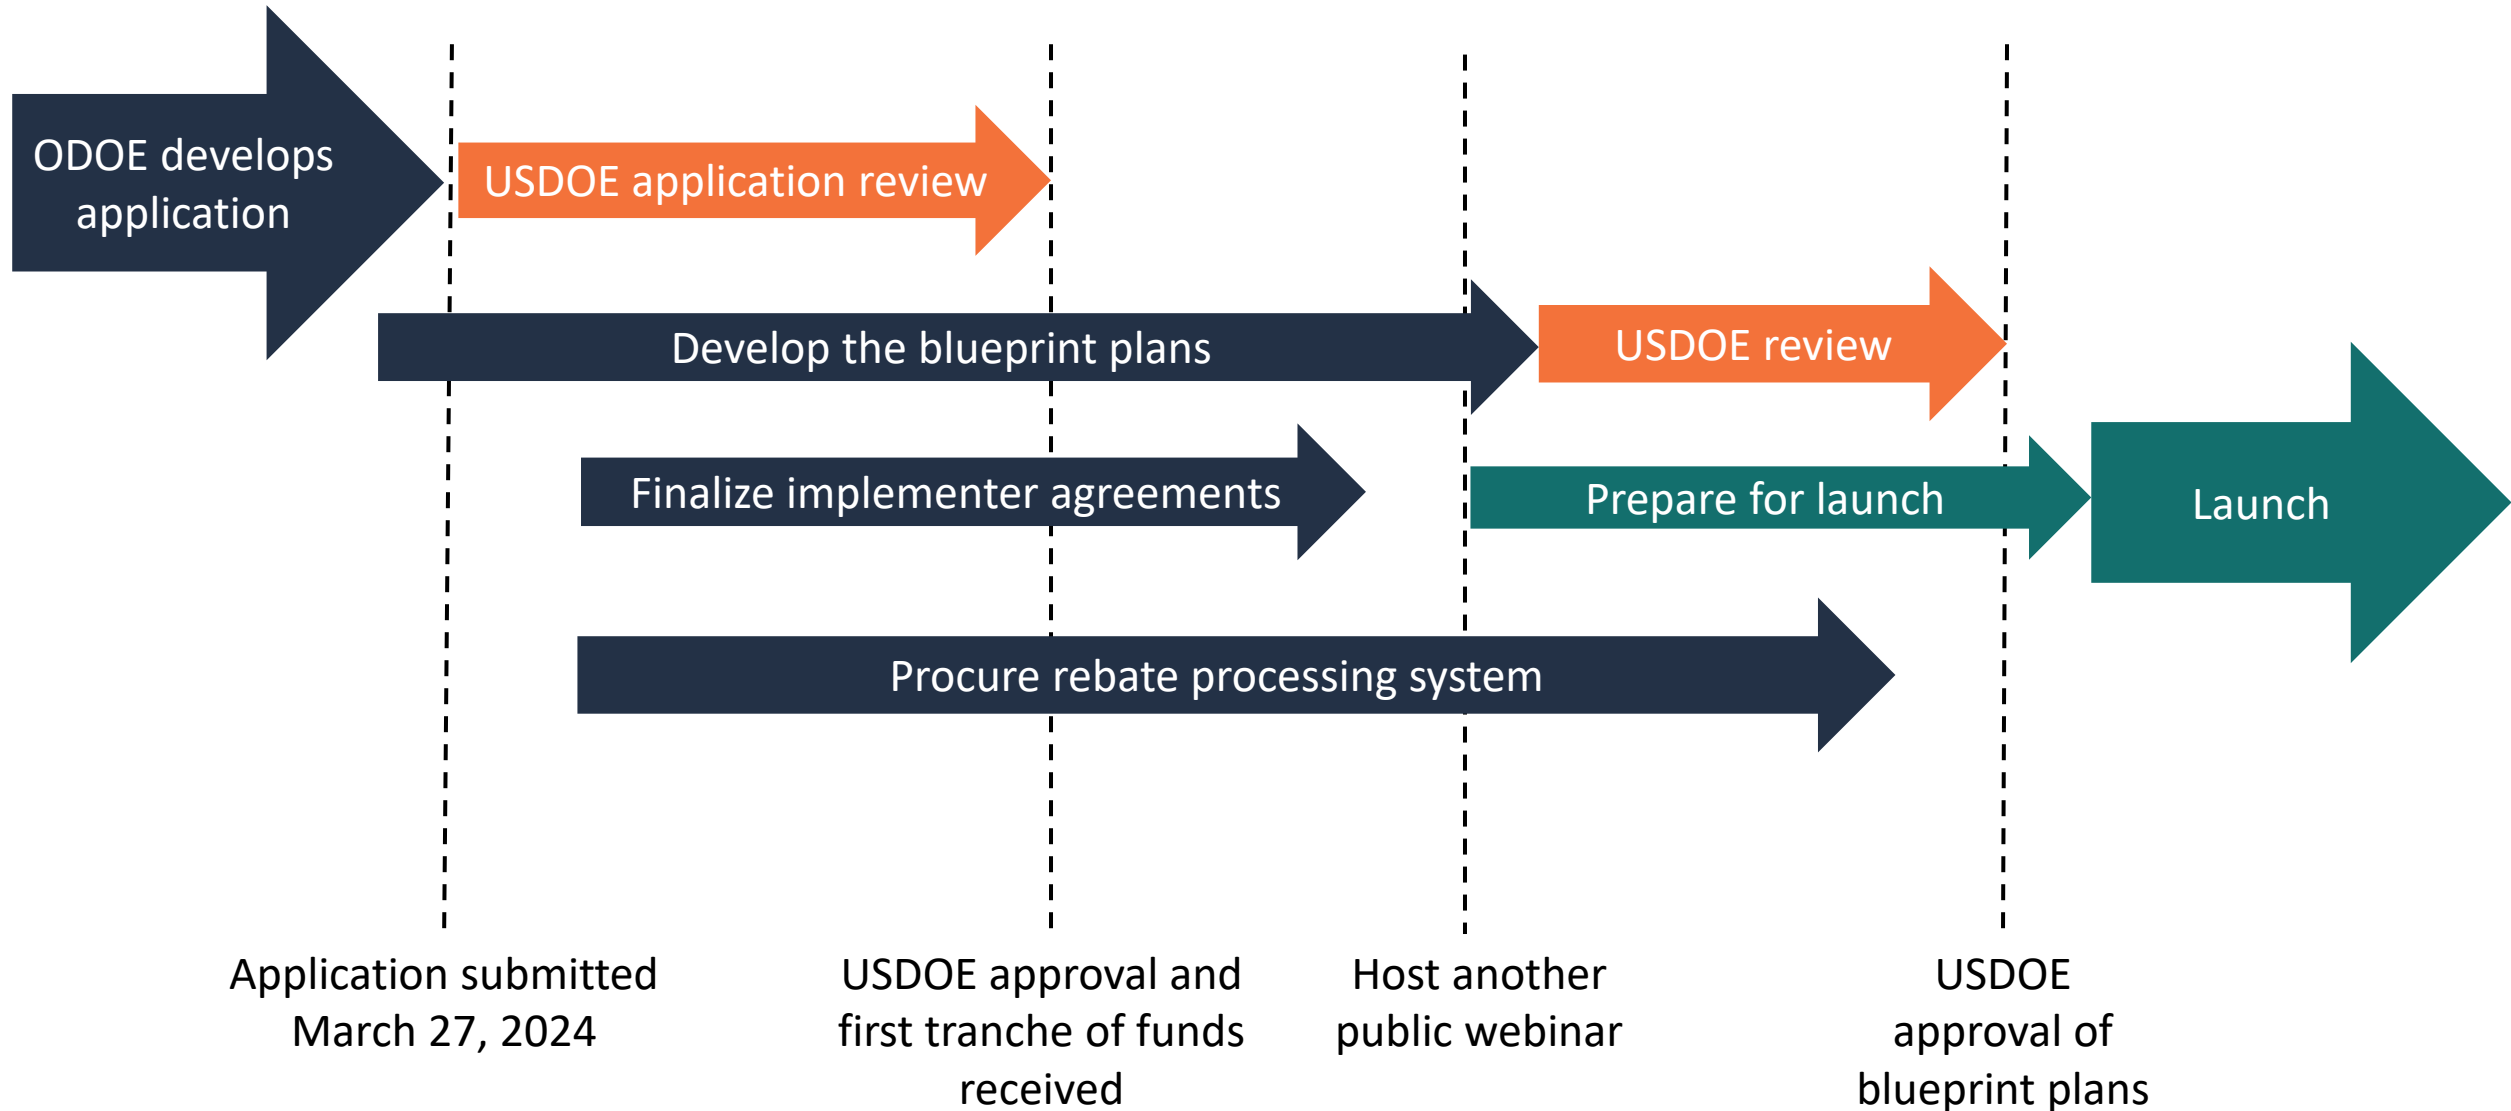 ODOE develops
application
USDOE application review
Develop the blueprint plans
USDOE review
Finalize implementer agreements
Prepare for launch
Launch
Procure rebate processing system
Application submitted
March 27, 2024
USDOE approval and
first tranche of funds
received
Host another
public webinar
USDOE
approval of
blueprint plans